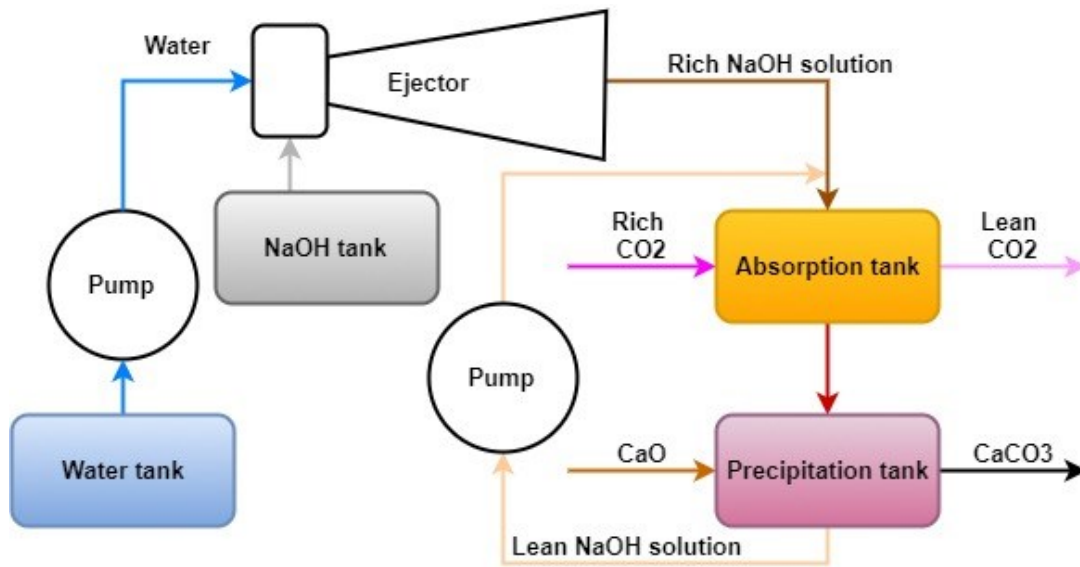 Water
Ejector
Rich NaOH solution
NaOH tank
Pump
Rich
CO2
Absorption tank
Lean
CO2
Pump
Water tank
CaO
Precipitation tank
CaCO3
Lean NaOH solution